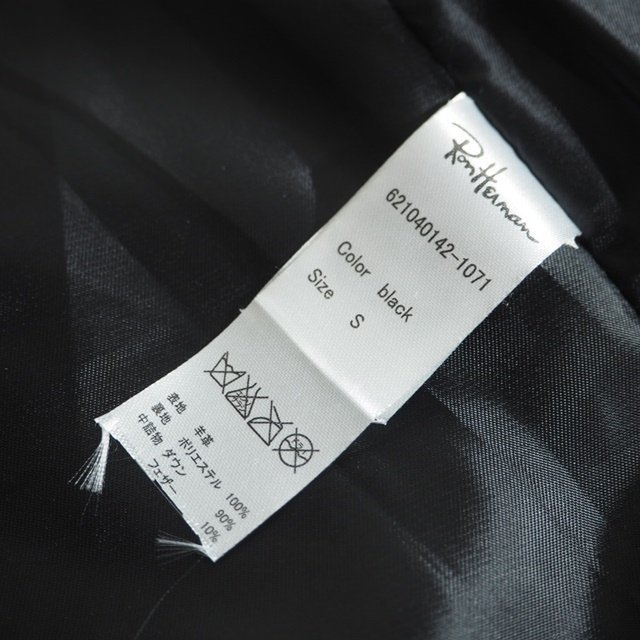 Ron Herman
621040142-1071
Color black
Size S
表地 羊革
裏地 ポリエステル 100%
中詰物 ダウン 90%
フェザー 10%